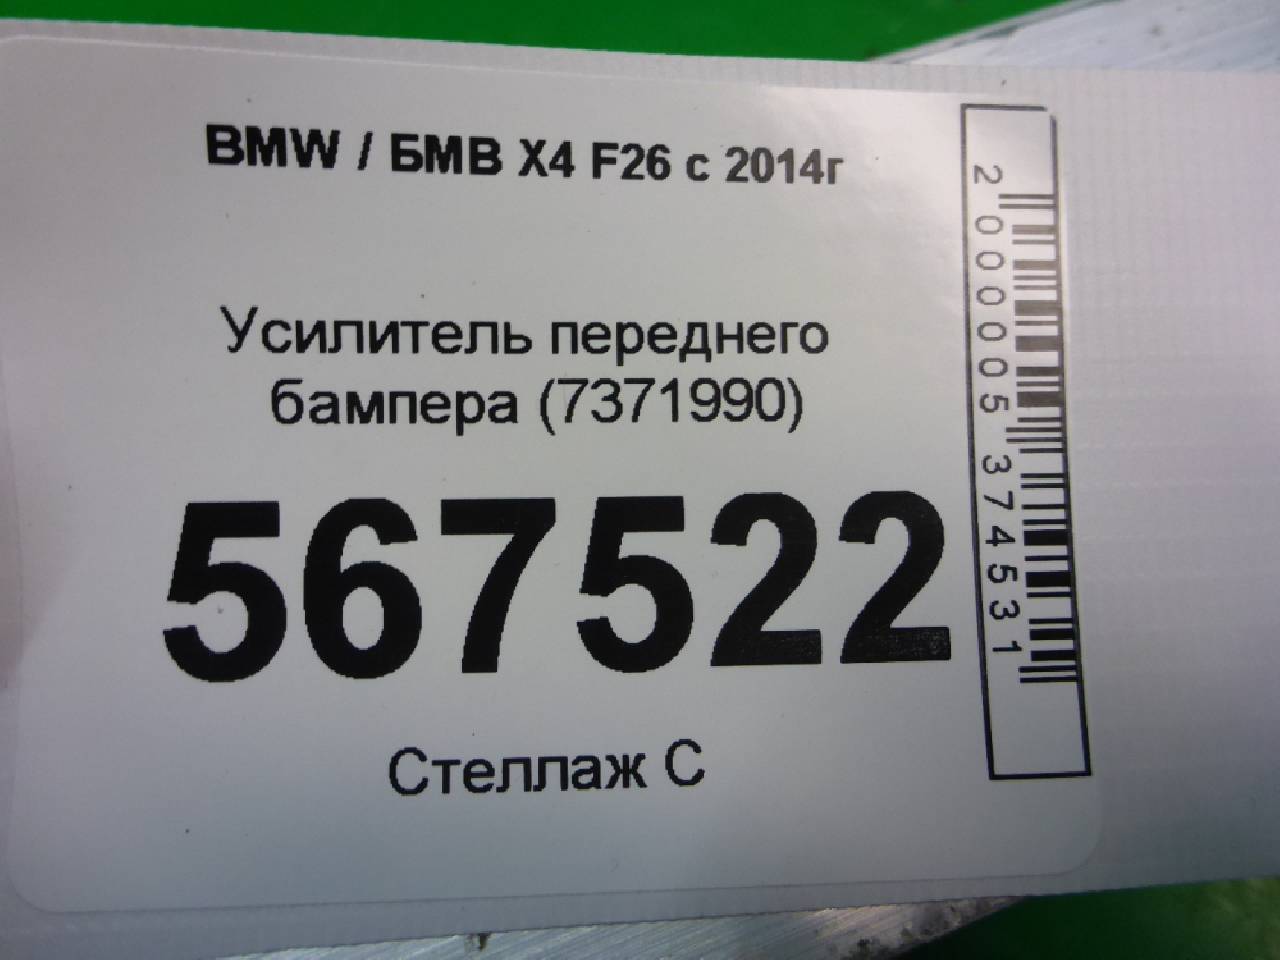 BMW / БМВ X4 F26 с 2014г
Усилитель переднего
бампера (7371990)
567522
Стеллаж С
2000005374531